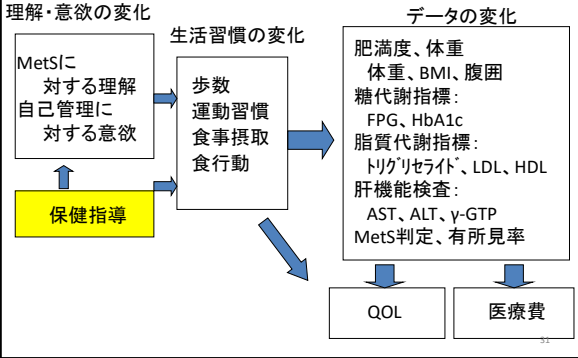 理解・意欲の変化
MetSに
対する理解
自己管理に
対する意欲
保健指導
生活習慣の変化
歩数
運動習慣
食事摂取
食行動
データの変化
肥満度、体重
体重、BMI、腹囲
糖代謝指標:
FPG、HbA1c
脂質代謝指標:
ﾄﾘｸﾞﾘｾﾗｲﾄﾞ、LDL、HDL
肝機能検査:
AST、ALT、γ-GTP
MetS判定、有所見率
QOL
医療費
51